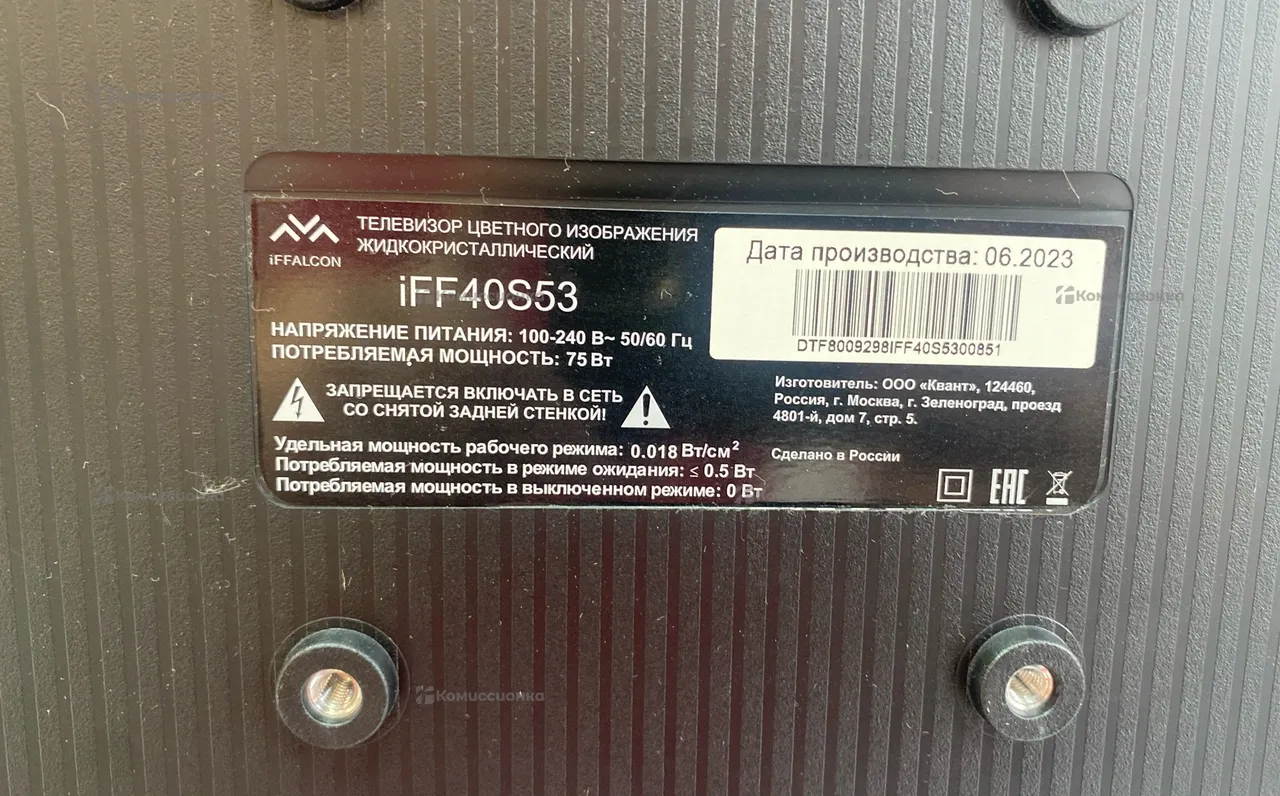 iFFALCON
ТЕЛЕВИЗОР ЦВЕТНОГО ИЗОБРАЖЕНИЯ
ЖИДКОКРИСТАЛЛИЧЕСКИЙ
iFF40S53
НАПРЯЖЕНИЕ ПИТАНИЯ: 100-240 В~ 50/60 Гц
ПОТРЕБЛЯЕМАЯ МОЩНОСТЬ: 75 Вт
ЗАПРЕЩАЕТСЯ ВКЛЮЧАТЬ В СЕТЬ
СО СНЯТОЙ ЗАДНЕЙ СТЕНКОЙ!
Удельная мощность рабочего режима: 0.018 Вт/см²
Потребляемая мощность в режиме ожидания: ≤ 0.5 Вт
Потребляемая мощность в выключенном режиме: 0 Вт
Дата производства: 06.2023
DTF8009298IFF40S5300851
Изготовитель: ООО «Квант», 124460,
Россия, г. Москва, г. Зеленоград, проезд
4801-й, дом 7, стр. 5.
Сделано в России
EAC
Комиссионка
Комиссионка
Комиссионка
Комиссионка